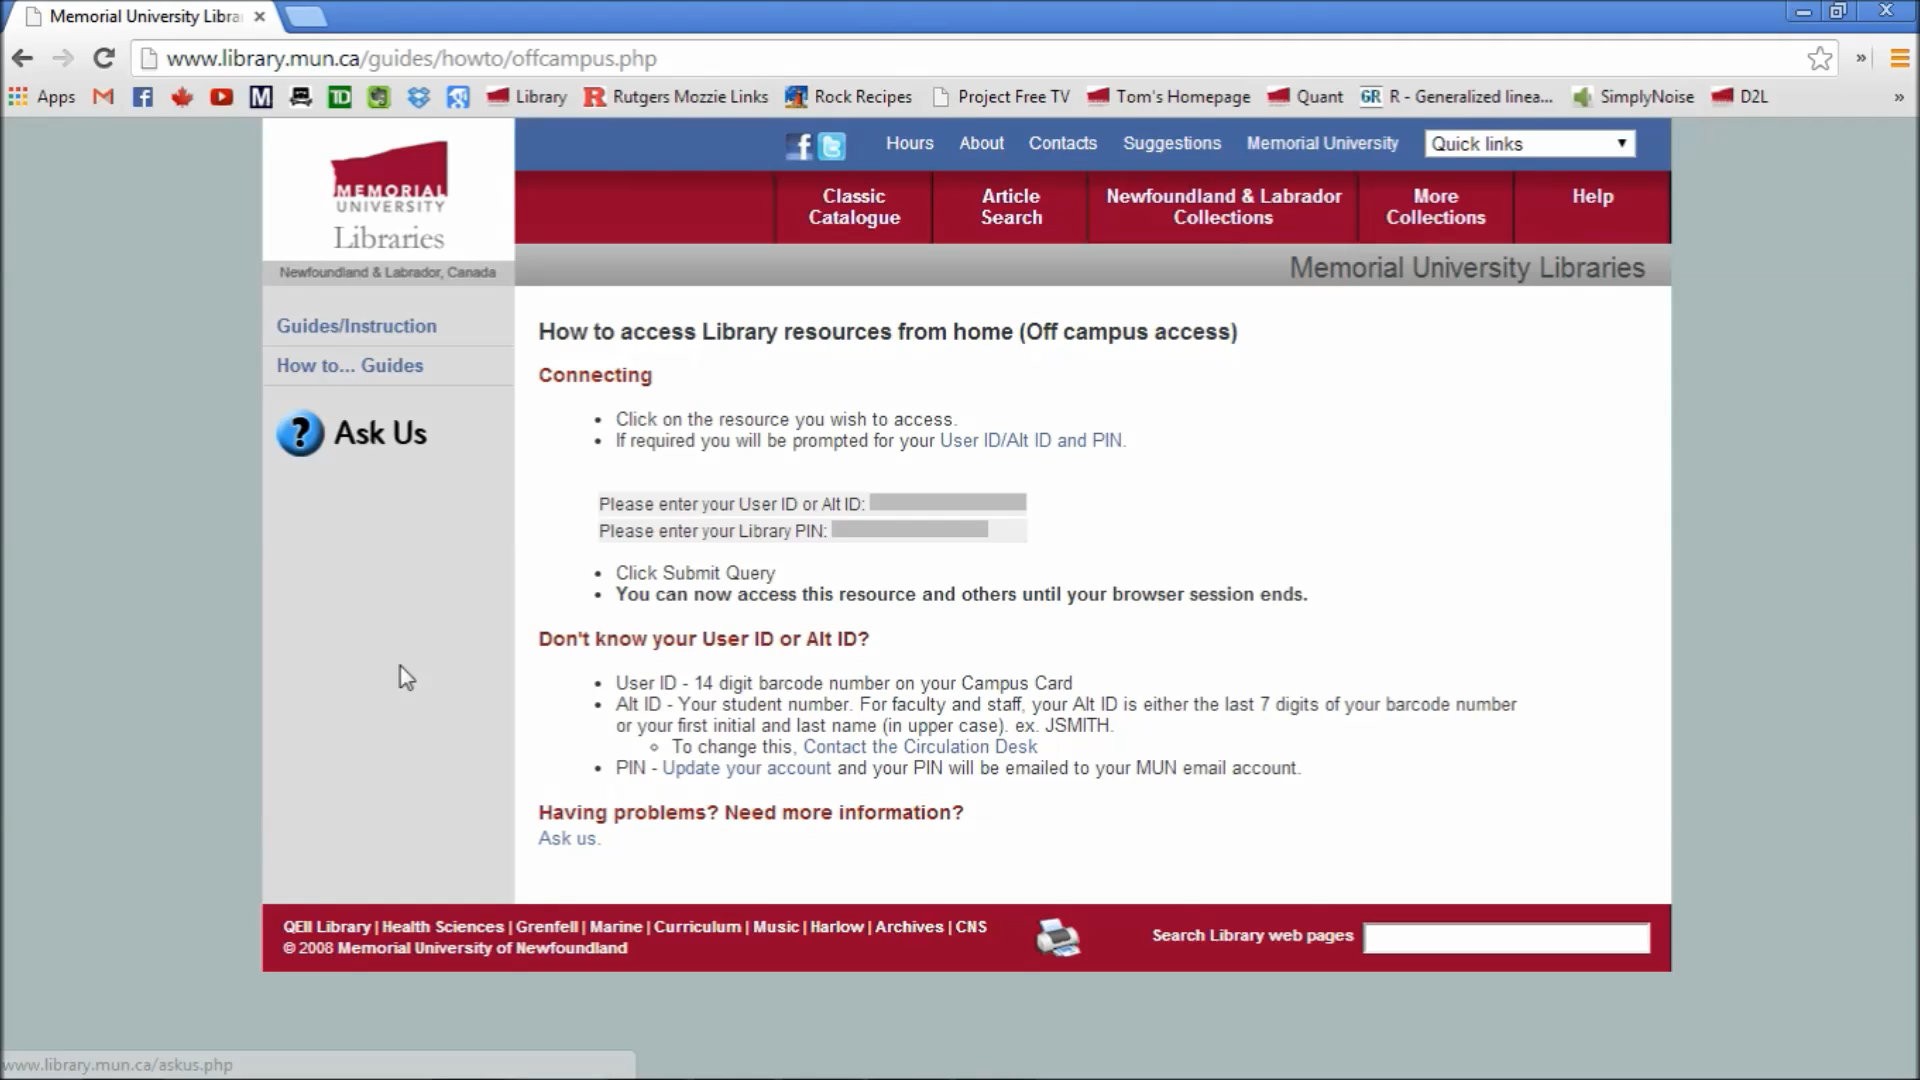 Memorial University Libra
www.library.mun.ca/guides/howto/offcampus.php
Apps Library Rutgers Mozzie Links Rock Recipes Project Free TV Tom's Homepage Quant GR R - Generalized linea... SimplyNoise D2L
MEMORIAL
UNIVERSITY
Libraries
Newfoundland & Labrador, Canada
Hours About Contacts Suggestions Memorial University Quick links
Classic Catalogue
Article Search
Newfoundland & Labrador Collections
More Collections
Help
Memorial University Libraries
Guides/Instruction
How to... Guides
? Ask Us
How to access Library resources from home (Off campus access)
Connecting
• Click on the resource you wish to access.
• If required you will be prompted for your User ID/Alt ID and PIN.
Please enter your User ID or Alt ID:
Please enter your Library PIN:
• Click Submit Query
• You can now access this resource and others until your browser session ends.
Don't know your User ID or Alt ID?
• User ID - 14 digit barcode number on your Campus Card
• Alt ID - Your student number. For faculty and staff, your Alt ID is either the last 7 digits of your barcode number
or your first initial and last name (in upper case). ex. JSMITH.
◦ To change this, Contact the Circulation Desk
• PIN - Update your account and your PIN will be emailed to your MUN email account.
Having problems? Need more information?
Ask us.
QEII Library | Health Sciences | Grenfell | Marine | Curriculum | Music | Harlow | Archives | CNS
© 2008 Memorial University of Newfoundland
Search Library web pages
www.library.mun.ca/askus.php